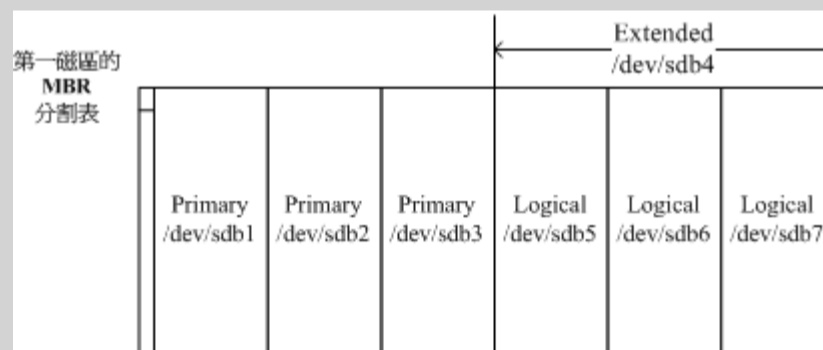 Extended
/dev/sdb4
第一磁區的
MBR
分割表
Primary
/dev/sdb1
Primary
/dev/sdb2
Primary
/dev/sdb3
Logical
/dev/sdb5
Logical
/dev/sdb6
Logical
/dev/sdb7